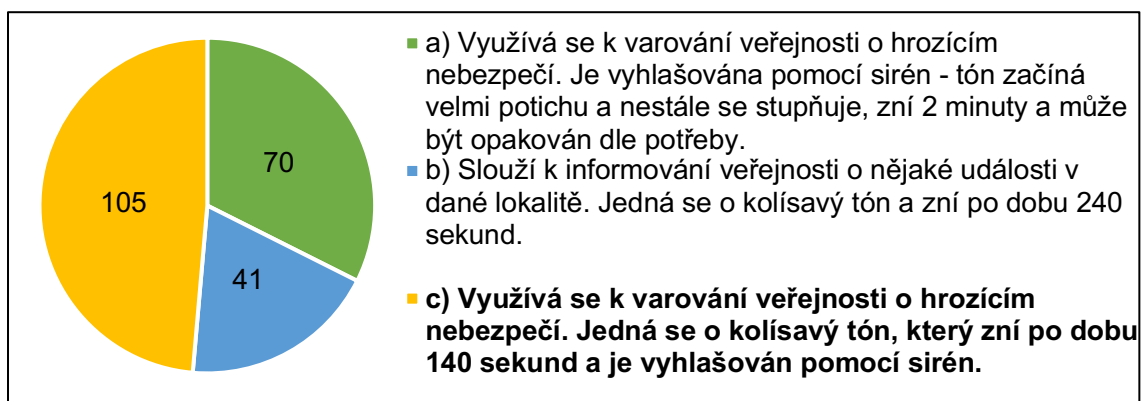 70
41
105
a) Využívá se k varování veřejnosti o hrozícím
nebezpečí. Je vyhlašována pomocí sirén - tón začíná
velmi potichu a nestále se stupňuje, zní 2 minuty a může
být opakován dle potřeby.
b) Slouží k informování veřejnosti o nějaké události v
dané lokalitě. Jedná se o kolísavý tón a zní po dobu 240
sekund.
c) Využívá se k varování veřejnosti o hrozícím
nebezpečí. Jedná se o kolísavý tón, který zní po dobu
140 sekund a je vyhlašován pomocí sirén.